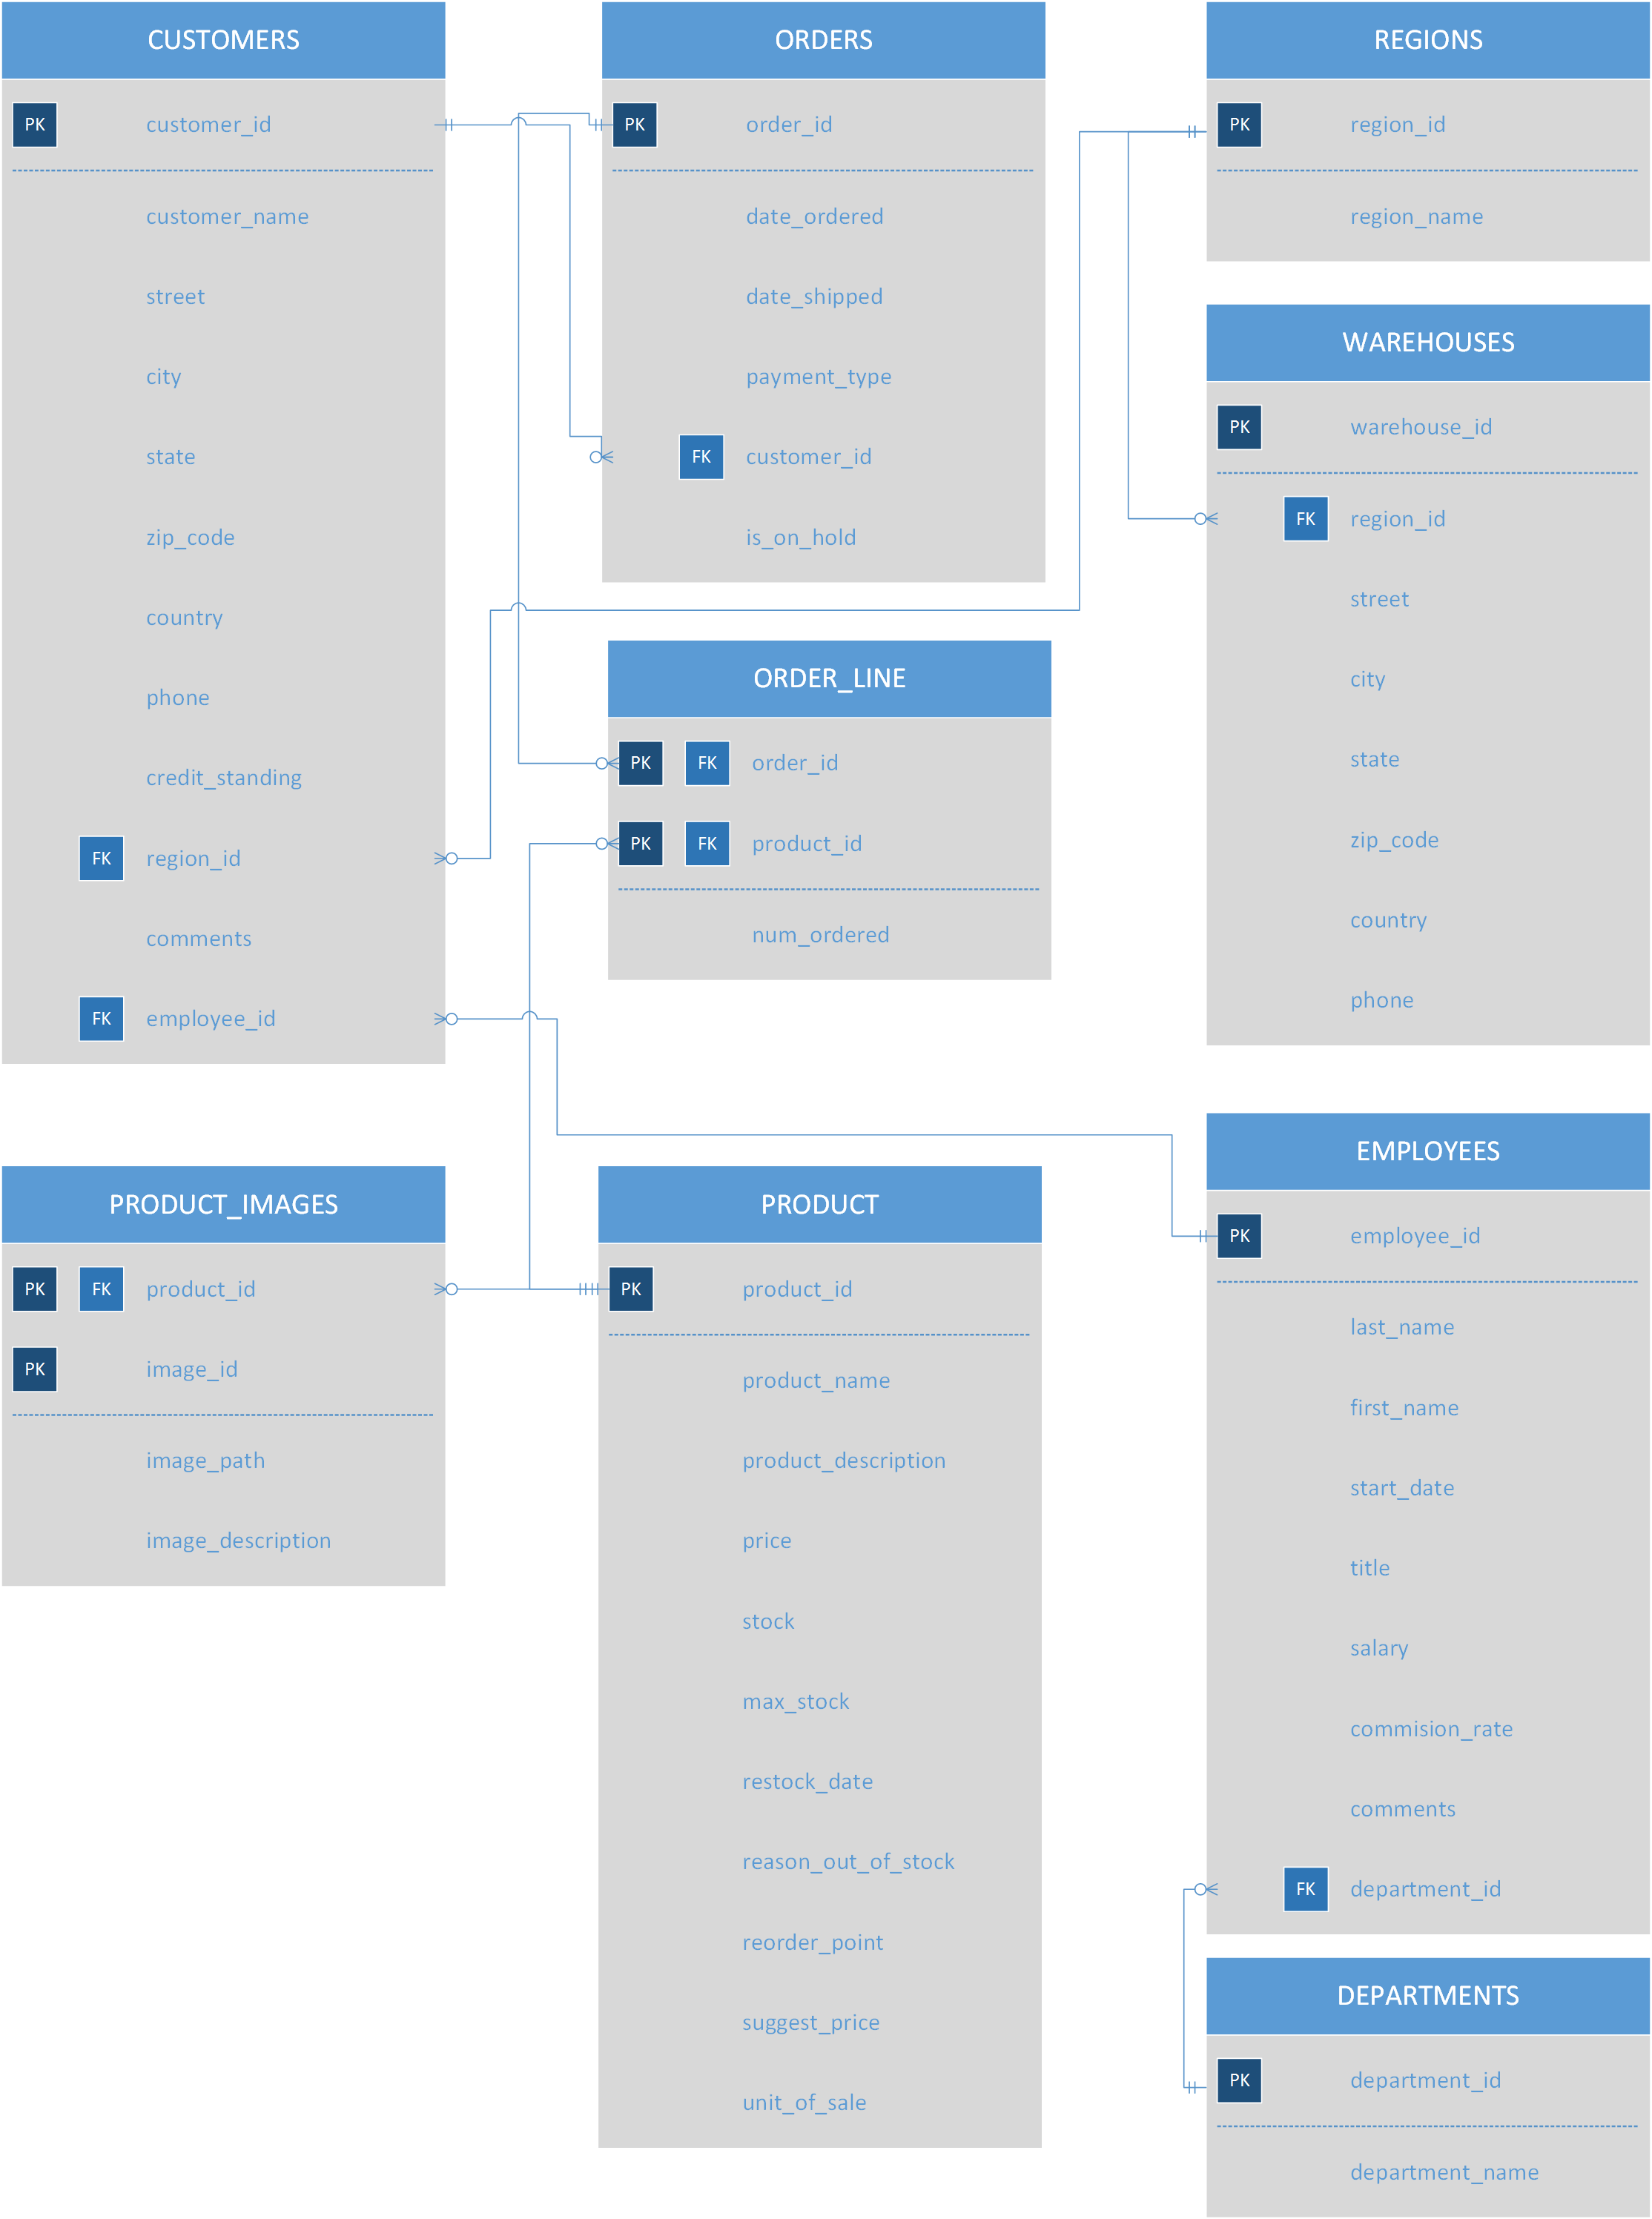 CUSTOMERS
PK customer_id
customer_name
street
city
state
zip_code
country
phone
credit_standing
FK region_id
comments
FK employee_id
ORDERS
PK order_id
date_ordered
date_shipped
payment_type
FK customer_id
is_on_hold
REGIONS
PK region_id
region_name
WAREHOUSES
PK warehouse_id
FK region_id
street
city
state
zip_code
country
phone
ORDER_LINE
PK FK order_id
PK FK product_id
num_ordered
PRODUCT_IMAGES
PK FK product_id
PK image_id
image_path
image_description
PRODUCT
PK product_id
product_name
product_description
price
stock
max_stock
restock_date
reason_out_of_stock
reorder_point
suggest_price
unit_of_sale
EMPLOYEES
PK employee_id
last_name
first_name
start_date
title
salary
commision_rate
comments
FK department_id
DEPARTMENTS
PK department_id
department_name